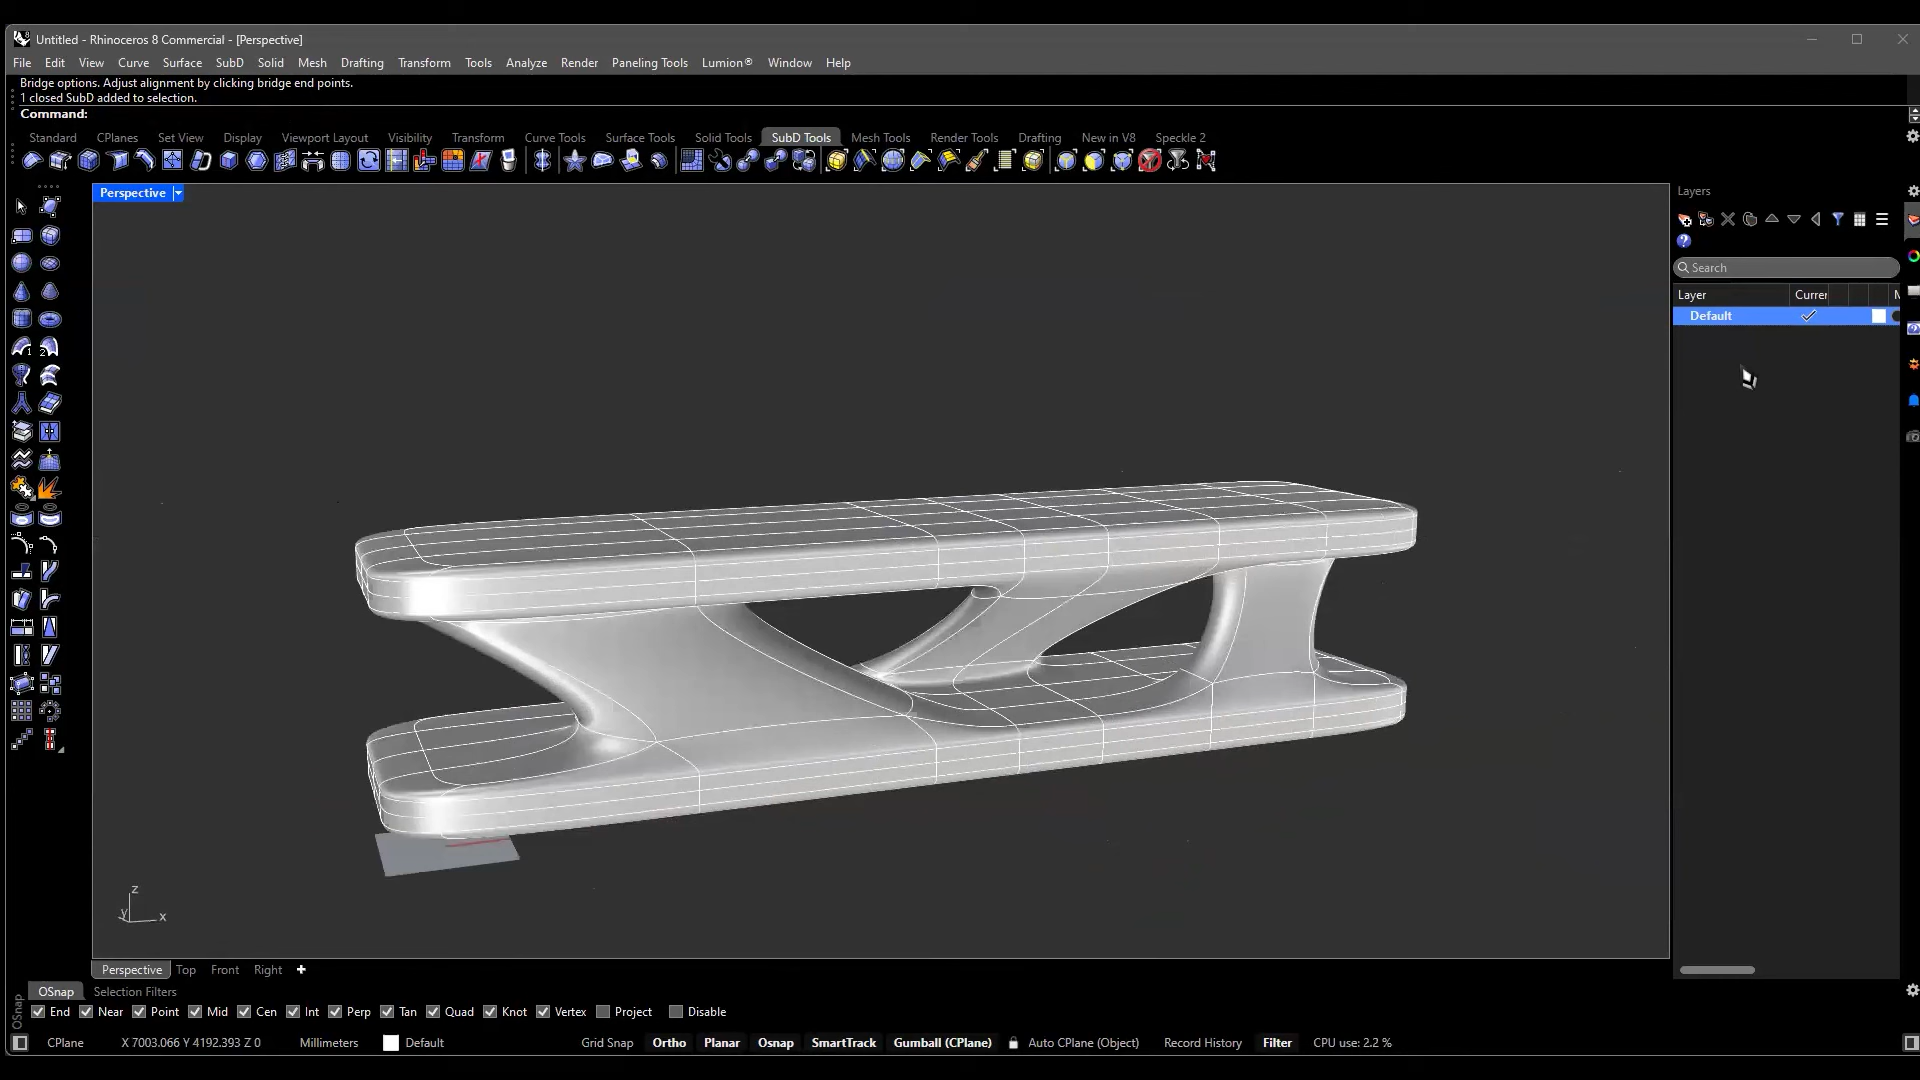 Untitled - Rhinoceros 8 Commercial - [Perspective]
File Edit View Curve Surface SubD Solid Mesh Drafting Transform Tools Analyze Render Paneling Tools Lumion® Window Help
Bridge options. Adjust alignment by clicking bridge end points.
1 closed SubD added to selection.
Command:
Standard CPlanes Set View Display Viewport Layout Visibility Transform Curve Tools Surface Tools Solid Tools SubD Tools Mesh Tools Render Tools Drafting New in V8 Speckle 2
Perspective
Layers
Search
Layer Currer
Default
z
y x
Perspective Top Front Right
OSnap Selection Filters
OSnap
End Near Point Mid Cen Int Perp Tan Quad Knot Vertex Project Disable
CPlane X 7003.066 Y 4192.393 Z 0 Millimeters Default Grid Snap Ortho Planar Osnap SmartTrack Gumball (CPlane) Auto CPlane (Object) Record History Filter CPU use: 2.2 %